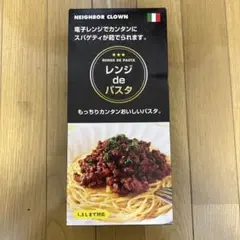 NEIGHBOR CLOWN
電子レンジでカンタンに
スパゲティが茹でられます。
RANGE DE PASTA
レンジ
de
パスタ
もっちりカンタンおいしいパスタ。